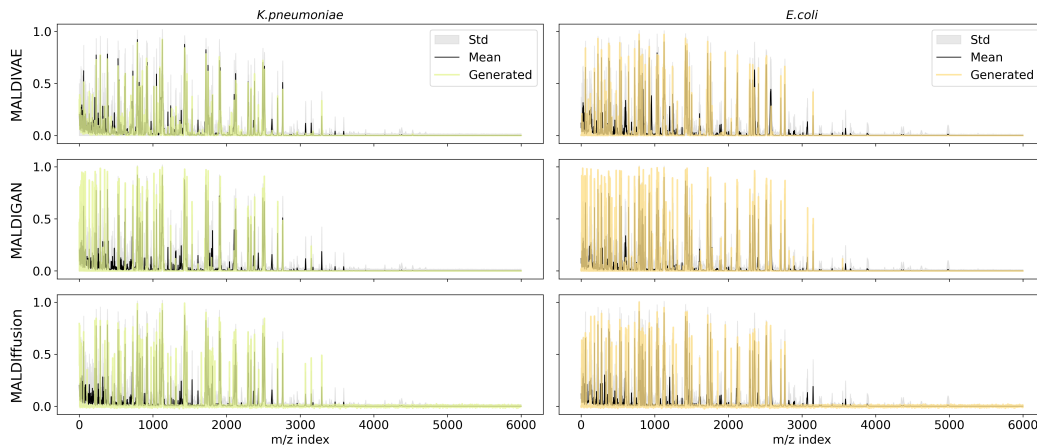 K.pneumoniae
E.coli
MALDIVAE
1.0
0.5
0.0
Std
Mean
Generated
Std
Mean
Generated
MALDIGAN
1.0
0.5
0.0
MALDIffusion
1.0
0.5
0.0
0 1000 2000 3000 4000 5000 6000
m/z index
0 1000 2000 3000 4000 5000 6000
m/z index